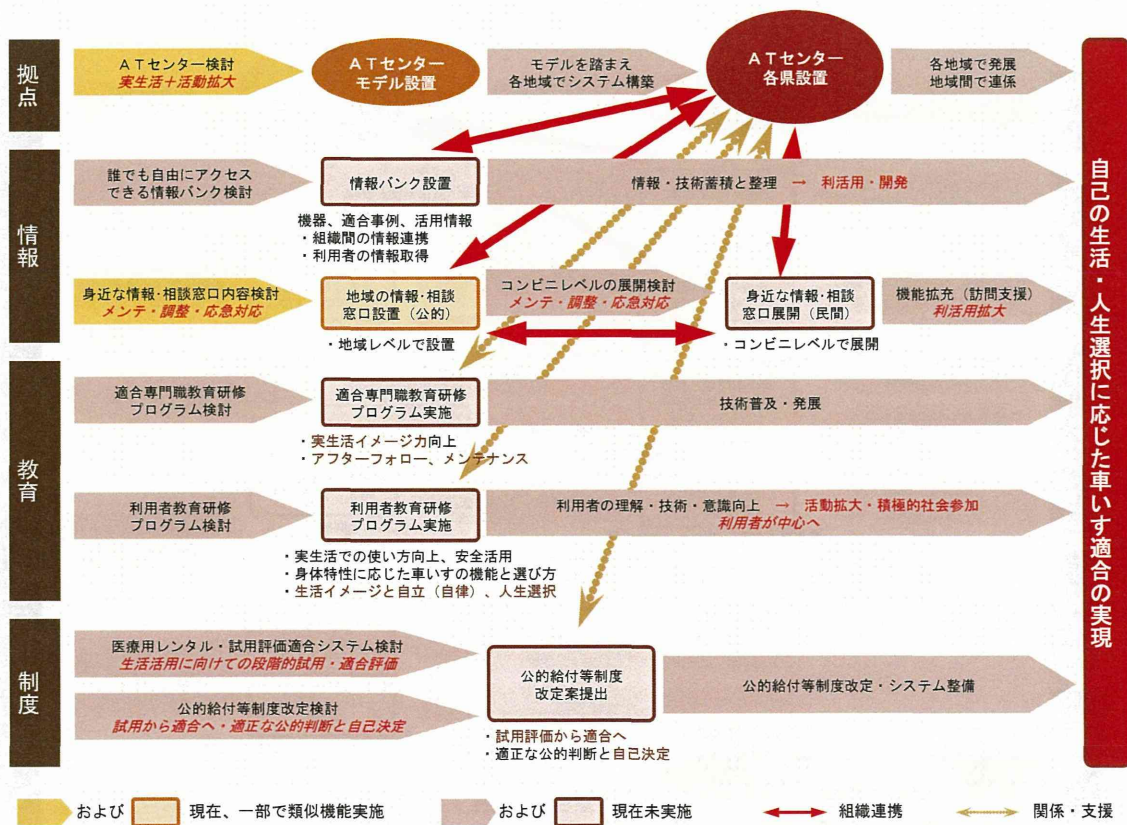 拠点
ATセンター検討
実生活+活動拡大
ATセンター
モデル設置
モデルを踏まえ
各地域でシステム構築
ATセンター
各県設置
各地域で発展
地域間で連係
情報
誰でも自由にアクセス
できる情報バンク検討
情報バンク設置
情報・技術蓄積と整理 → 利活用・開発
機器、適合事例、活用情報
・組織間の情報連携
・利用者の情報取得
身近な情報・相談窓口内容検討
メンテ・調整・応急対応
地域の情報・相談
窓口設置(公的)
コンビニレベルの展開検討
メンテ・調整・応急対応
身近な情報・相談
窓口展開(民間)
機能拡充(訪問支援)
利活用拡大
・地域レベルで設置
・コンビニレベルで展開
教育
適合専門職教育研修
プログラム検討
適合専門職教育研修
プログラム実施
技術普及・発展
・実生活イメージ力向上
・アフターフォロー、メンテナンス
利用者教育研修
プログラム検討
利用者教育研修
プログラム実施
利用者の理解・技術・意識向上 → 活動拡大・積極的社会参加
利用者が中心へ
・実生活での使い方向上、安全活用
・身体特性に応じた車いすの機能と選び方
・生活イメージと自立(自律)、人生選択
制度
医療用レンタル・試用評価適合システム検討
生活活用に向けての段階的試用・適合評価
公的給付等制度改定検討
試用から適合へ・適正な公的判断と自己決定
公的給付等制度
改定案提出
公的給付等制度改定・システム整備
・試用評価から適合へ
・適正な公的判断と自己決定
自己の生活・人生選択に応じた車いす適合の実現
および 現在、一部で類似機能実施
および 現在未実施
組織連携
関係・支援